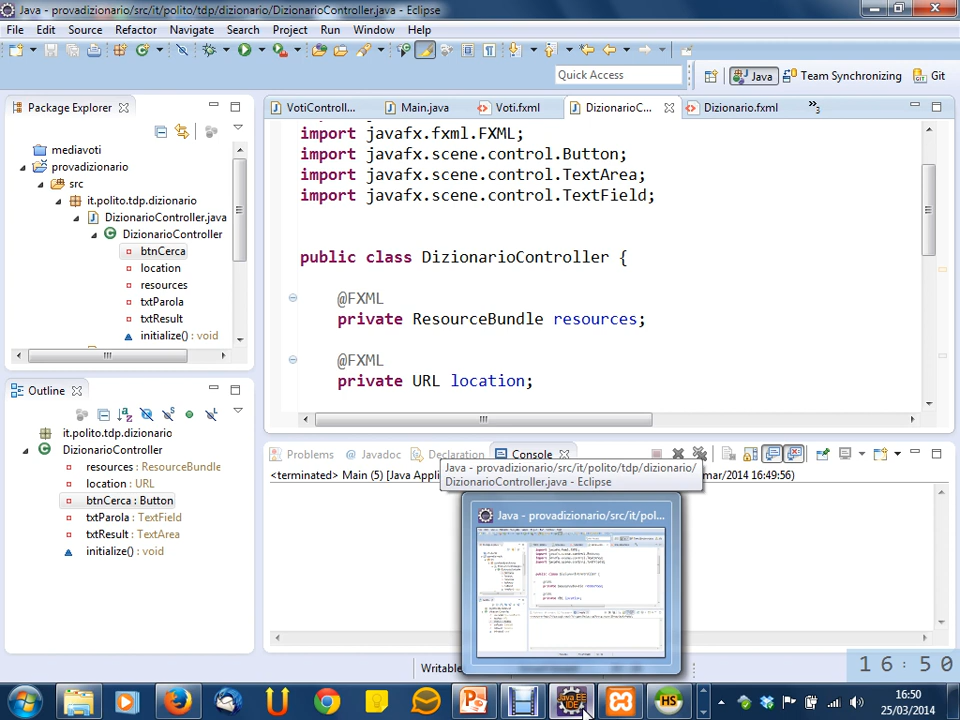 Java - provadizionario/src/it/polito/tdp/dizionario/DizionarioController.java - Eclipse
File Edit Source Refactor Navigate Search Project Run Window Help
Quick Access
Java Team Synchronizing Git
Package Explorer
mediavoti
provadizionario
src
it.polito.tdp.dizionario
DizionarioController.java
DizionarioController
btnCerca
location
resources
txtParola
txtResult
initialize() : void
VotiControll... Main.java Voti.fxml DizionarioC... Dizionario.fxml »3
import javafx.fxml.FXML;
import javafx.scene.control.Button;
import javafx.scene.control.TextArea;
import javafx.scene.control.TextField;
public class DizionarioController {
@FXML
private ResourceBundle resources;
@FXML
private URL location;
Outline
it.polito.tdp.dizionario
DizionarioController
resources : ResourceBundle
location : URL
btnCerca : Button
txtParola : TextField
txtResult : TextArea
initialize() : void
Problems Javadoc Declaration Console
<terminated> Main (5) [Java Appli
mar/2014 16:49:56)
Java - provadizionario/src/it/polito/tdp/dizionario/
DizionarioController.java - Eclipse
Java - provadizionario/src/it/pol...
Writable
16:50
Java EE
IDE
HS
16:50
25/03/2014